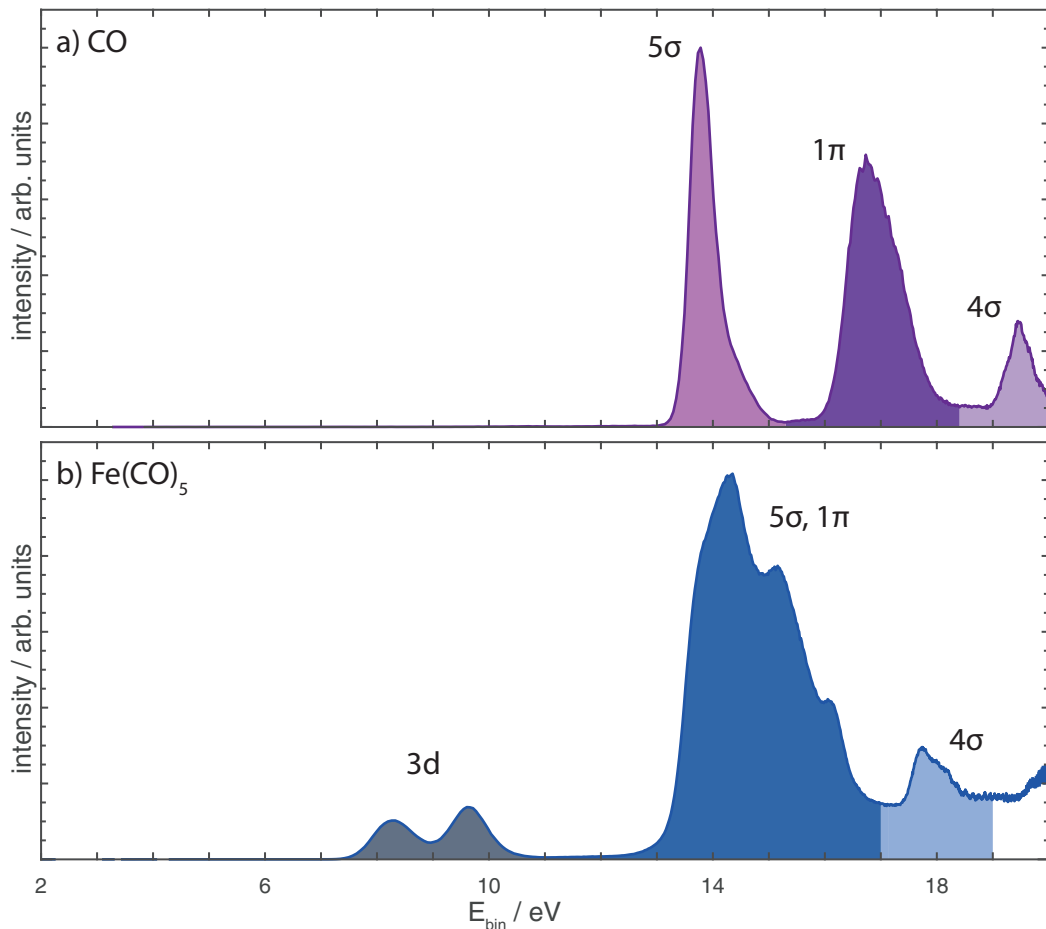 a) CO
5σ
1π
4σ
intensity / arb. units
b) Fe(CO)5
5σ, 1π
3d
4σ
intensity / arb. units
2 6 10 14 18
Ebin / eV